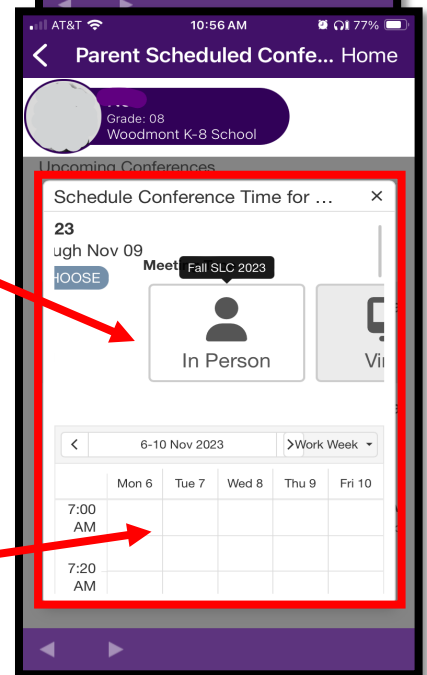 AT&T 10:56 AM 77%
Parent Scheduled Confe... Home
Grade: 08
Woodmont K-8 School
Upcoming Conferences
Schedule Conference Time for ... ×
23
ugh Nov 09
HOOSE
Fall SLC 2023
In Person
Vi
6-10 Nov 2023 Work Week
Mon 6 Tue 7 Wed 8 Thu 9 Fri 10
7:00
AM
7:20
AM